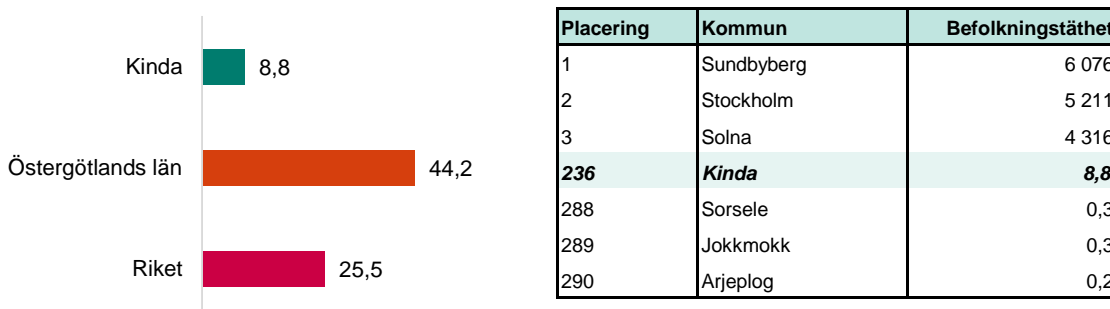 Kinda 8,8
Östergötlands län 44,2
Riket 25,5
Placering Kommun Befolkningstäthet
1 Sundbyberg 6 076
2 Stockholm 5 211
3 Solna 4 316
236 Kinda 8,8
288 Sorsele 0,3
289 Jokkmokk 0,3
290 Arjeplog 0,2